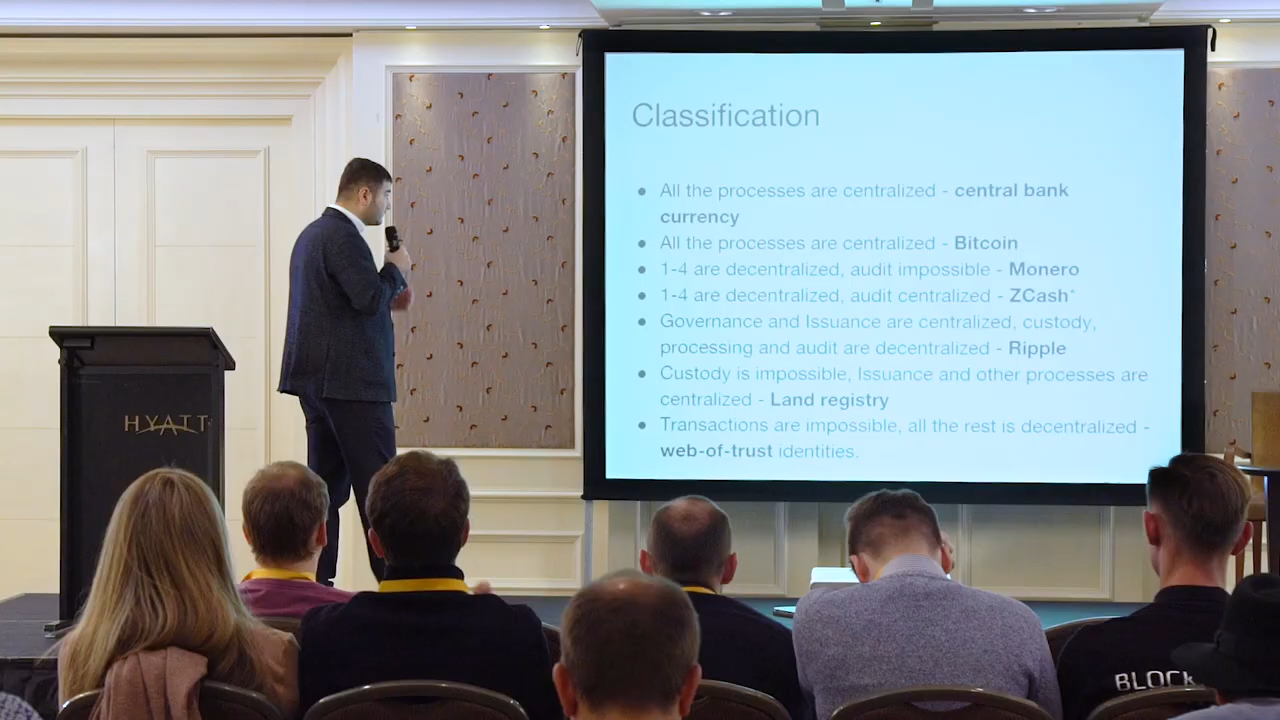 Classification
● All the processes are centralized - central bank
currency
● All the processes are centralized - Bitcoin
● 1-4 are decentralized, audit impossible - Monero
● 1-4 are decentralized, audit centralized - ZCash*
● Governance and Issuance are centralized, custody,
processing and audit are decentralized - Ripple
● Custody is impossible, Issuance and other processes are
centralized - Land registry
● Transactions are impossible, all the rest is decentralized -
web-of-trust identities.
HYATT
BLOCK